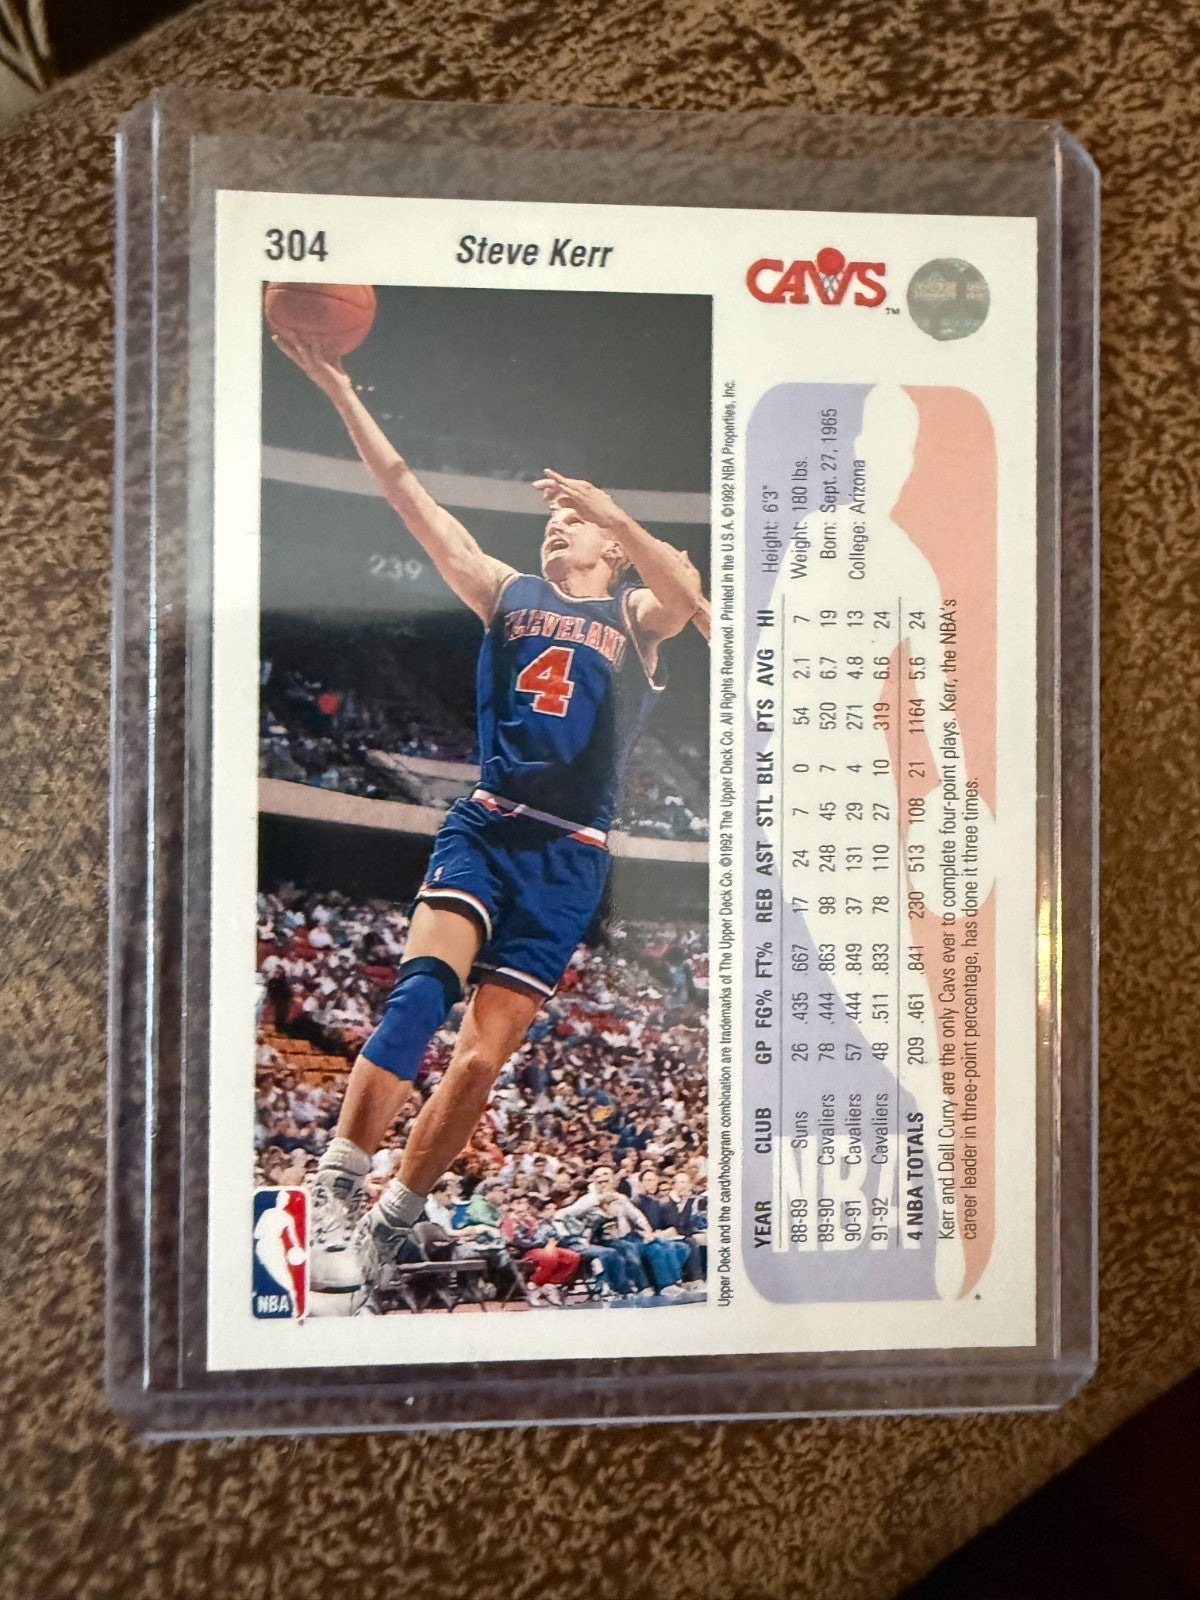 304
Steve Kerr
CAVS
TM
239
CLEVELAND
4
NBA
Upper Deck and the card/hologram combination are trademarks of The Upper Deck Co. ©1992 The Upper Deck Co. All Rights Reserved. Printed in the U.S.A. ©1992 NBA Properties, Inc.
Height: 6'3"
Weight: 180 lbs.
Born: Sept. 27, 1965
College: Arizona
YEAR CLUB GP FG% FT% REB AST STL BLK PTS AVG HI
88-89 Suns 26 .435 .667 17 24 7 0 54 2.1 7
89-90 Cavaliers 78 .444 .863 98 248 45 7 520 6.7 19
90-91 Cavaliers 57 .444 .849 37 131 29 4 271 4.8 13
91-92 Cavaliers 48 .511 .833 78 110 27 10 319 6.6 24
4 NBA TOTALS 209 .461 .841 230 513 108 21 1164 5.6 24
Kerr and Dell Curry are the only Cavs ever to complete four-point plays. Kerr, the NBA's
career leader in three-point percentage, has done it three times.
NBA